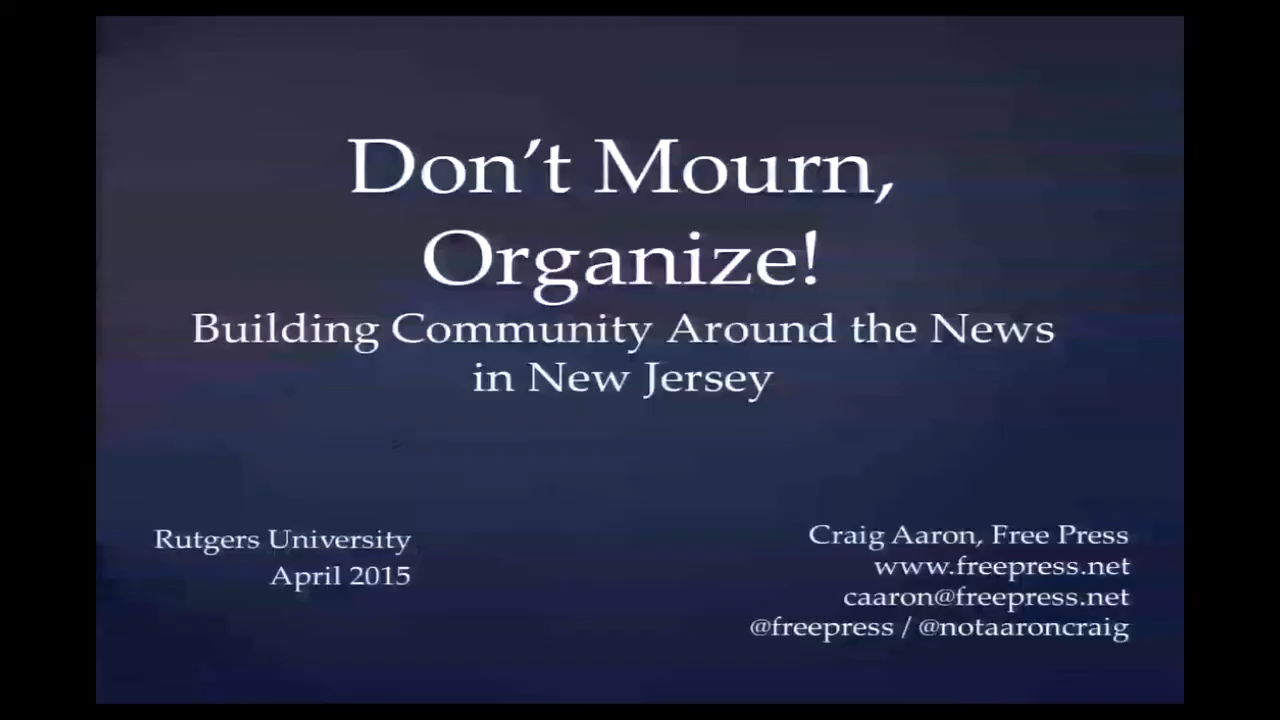 Don’t Mourn,
Organize!
Building Community Around the News
in New Jersey
Rutgers University
April 2015
Craig Aaron, Free Press
www.freepress.net
caaron@freepress.net
@freepress / @notaaroncraig